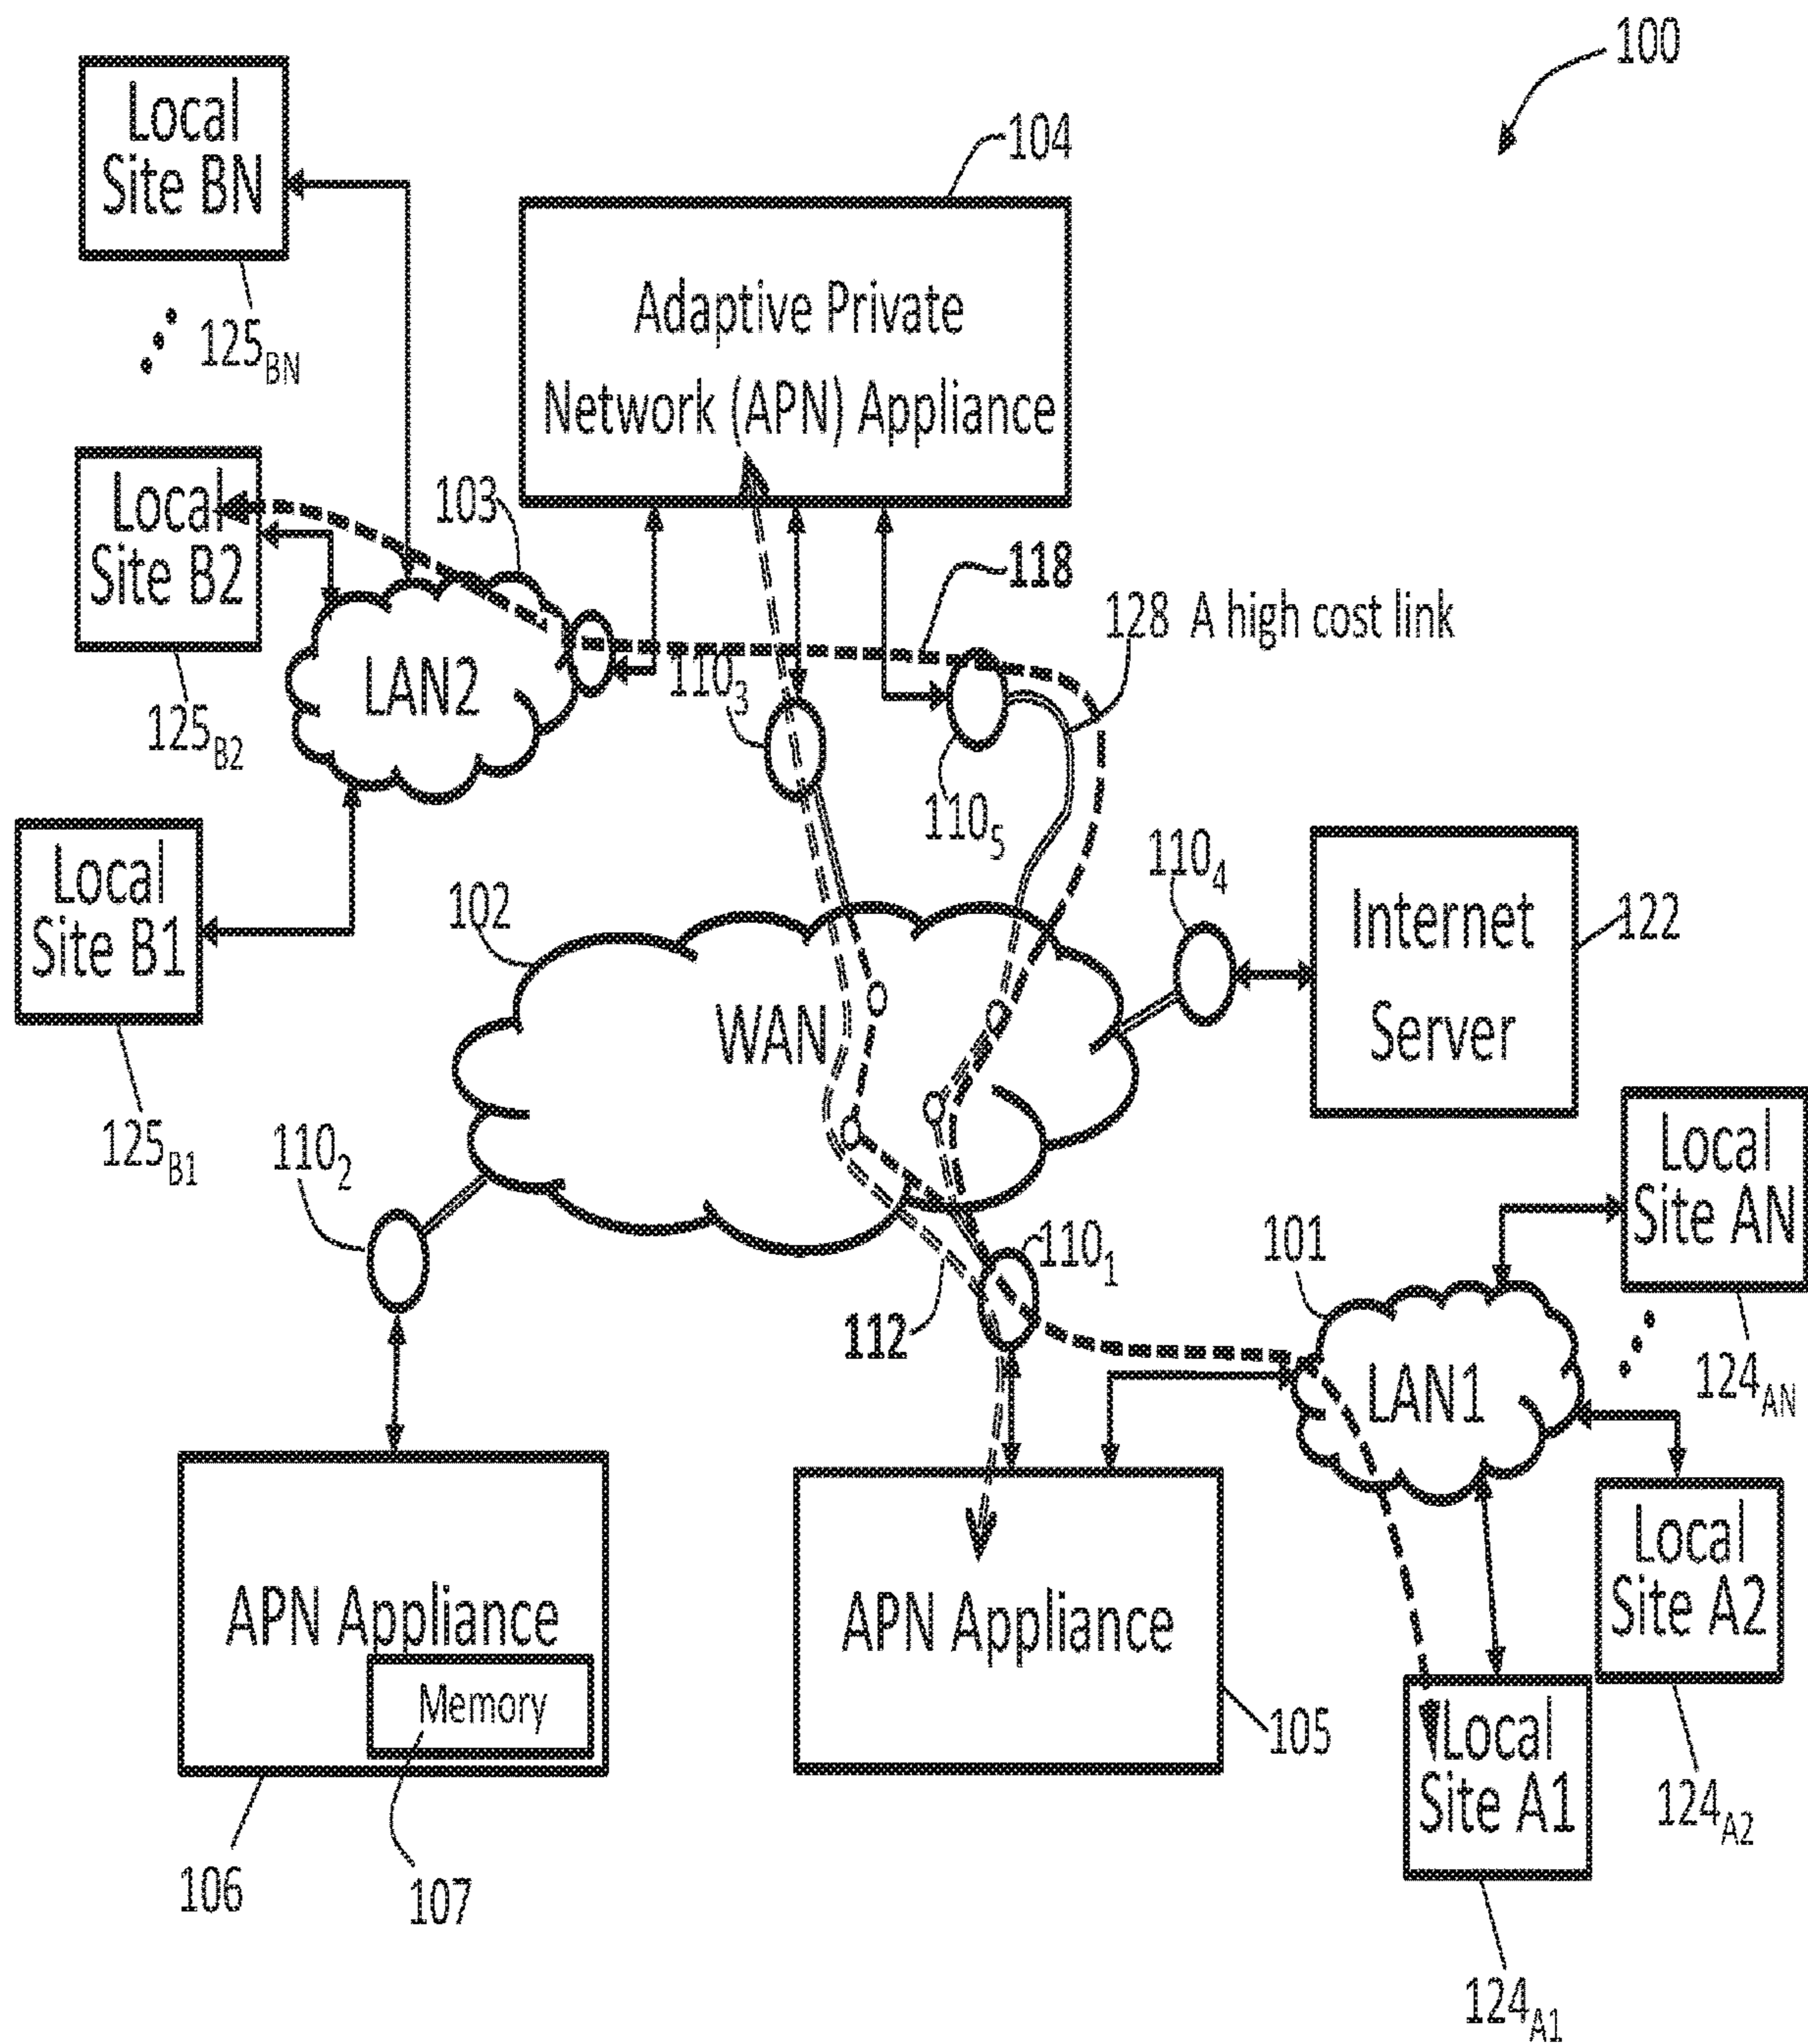 100
Local
Site BN
125BN
104
Adaptive Private
Network (APN) Appliance
103
Local
Site B2
125B2
LAN2
118
128 A high cost link
1103
1105
1104
Local
Site B1
125B1
102
WAN
Internet
Server
122
1102
1101
112
101
LAN1
Local
Site AN
124AN
Local
Site A2
124A2
Local
Site A1
124A1
APN Appliance
Memory
106
107
APN Appliance
105